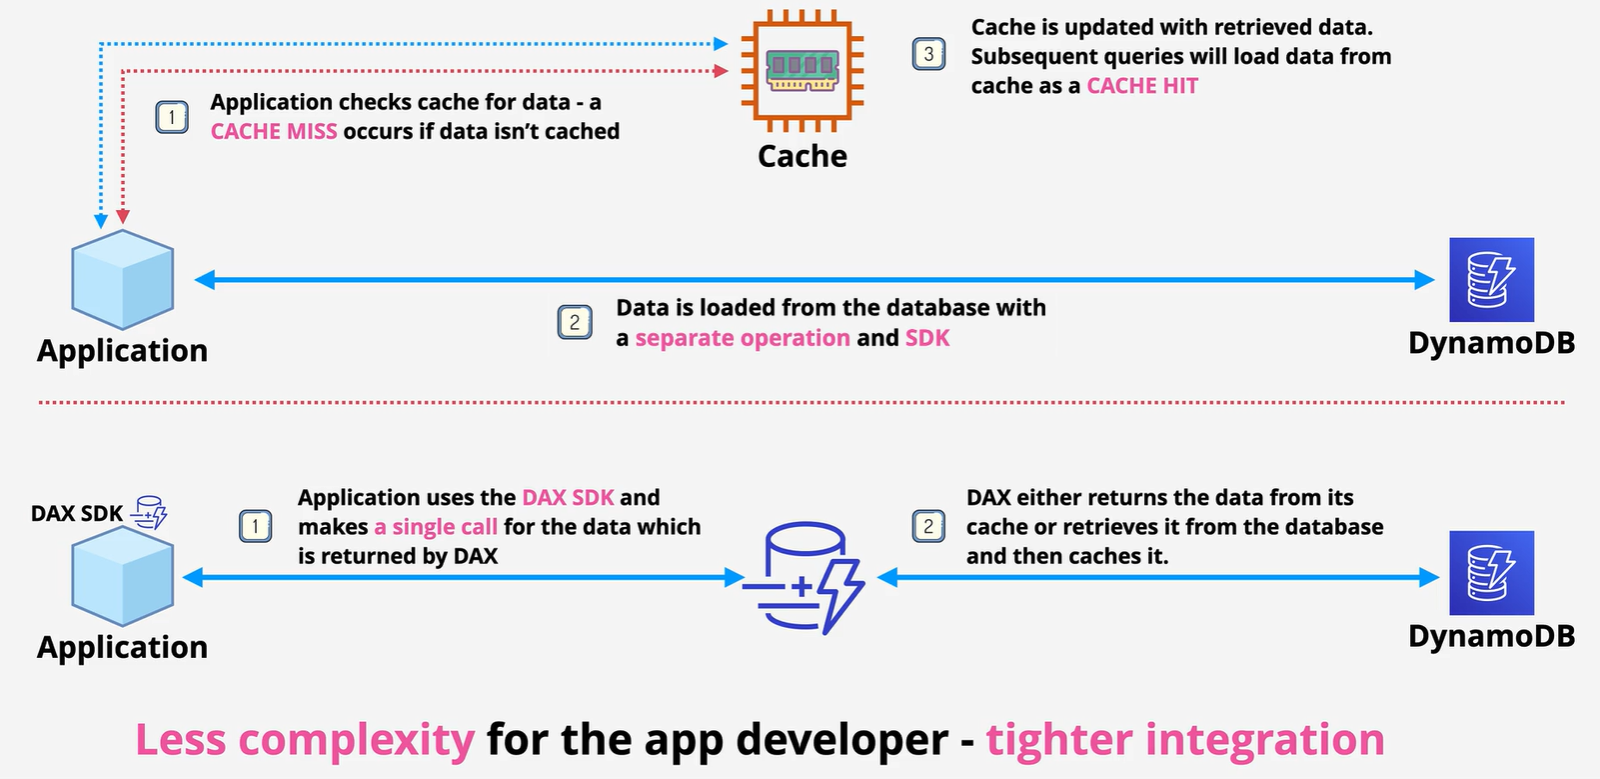 1
Application checks cache for data - a
CACHE MISS occurs if data isn't cached
Cache
3
Cache is updated with retrieved data.
Subsequent queries will load data from
cache as a CACHE HIT
Application
2
Data is loaded from the database with
a separate operation and SDK
DynamoDB
DAX SDK
Application
1
Application uses the DAX SDK and
makes a single call for the data which
is returned by DAX
2
DAX either returns the data from its
cache or retrieves it from the database
and then caches it.
DynamoDB
Less complexity for the app developer - tighter integration